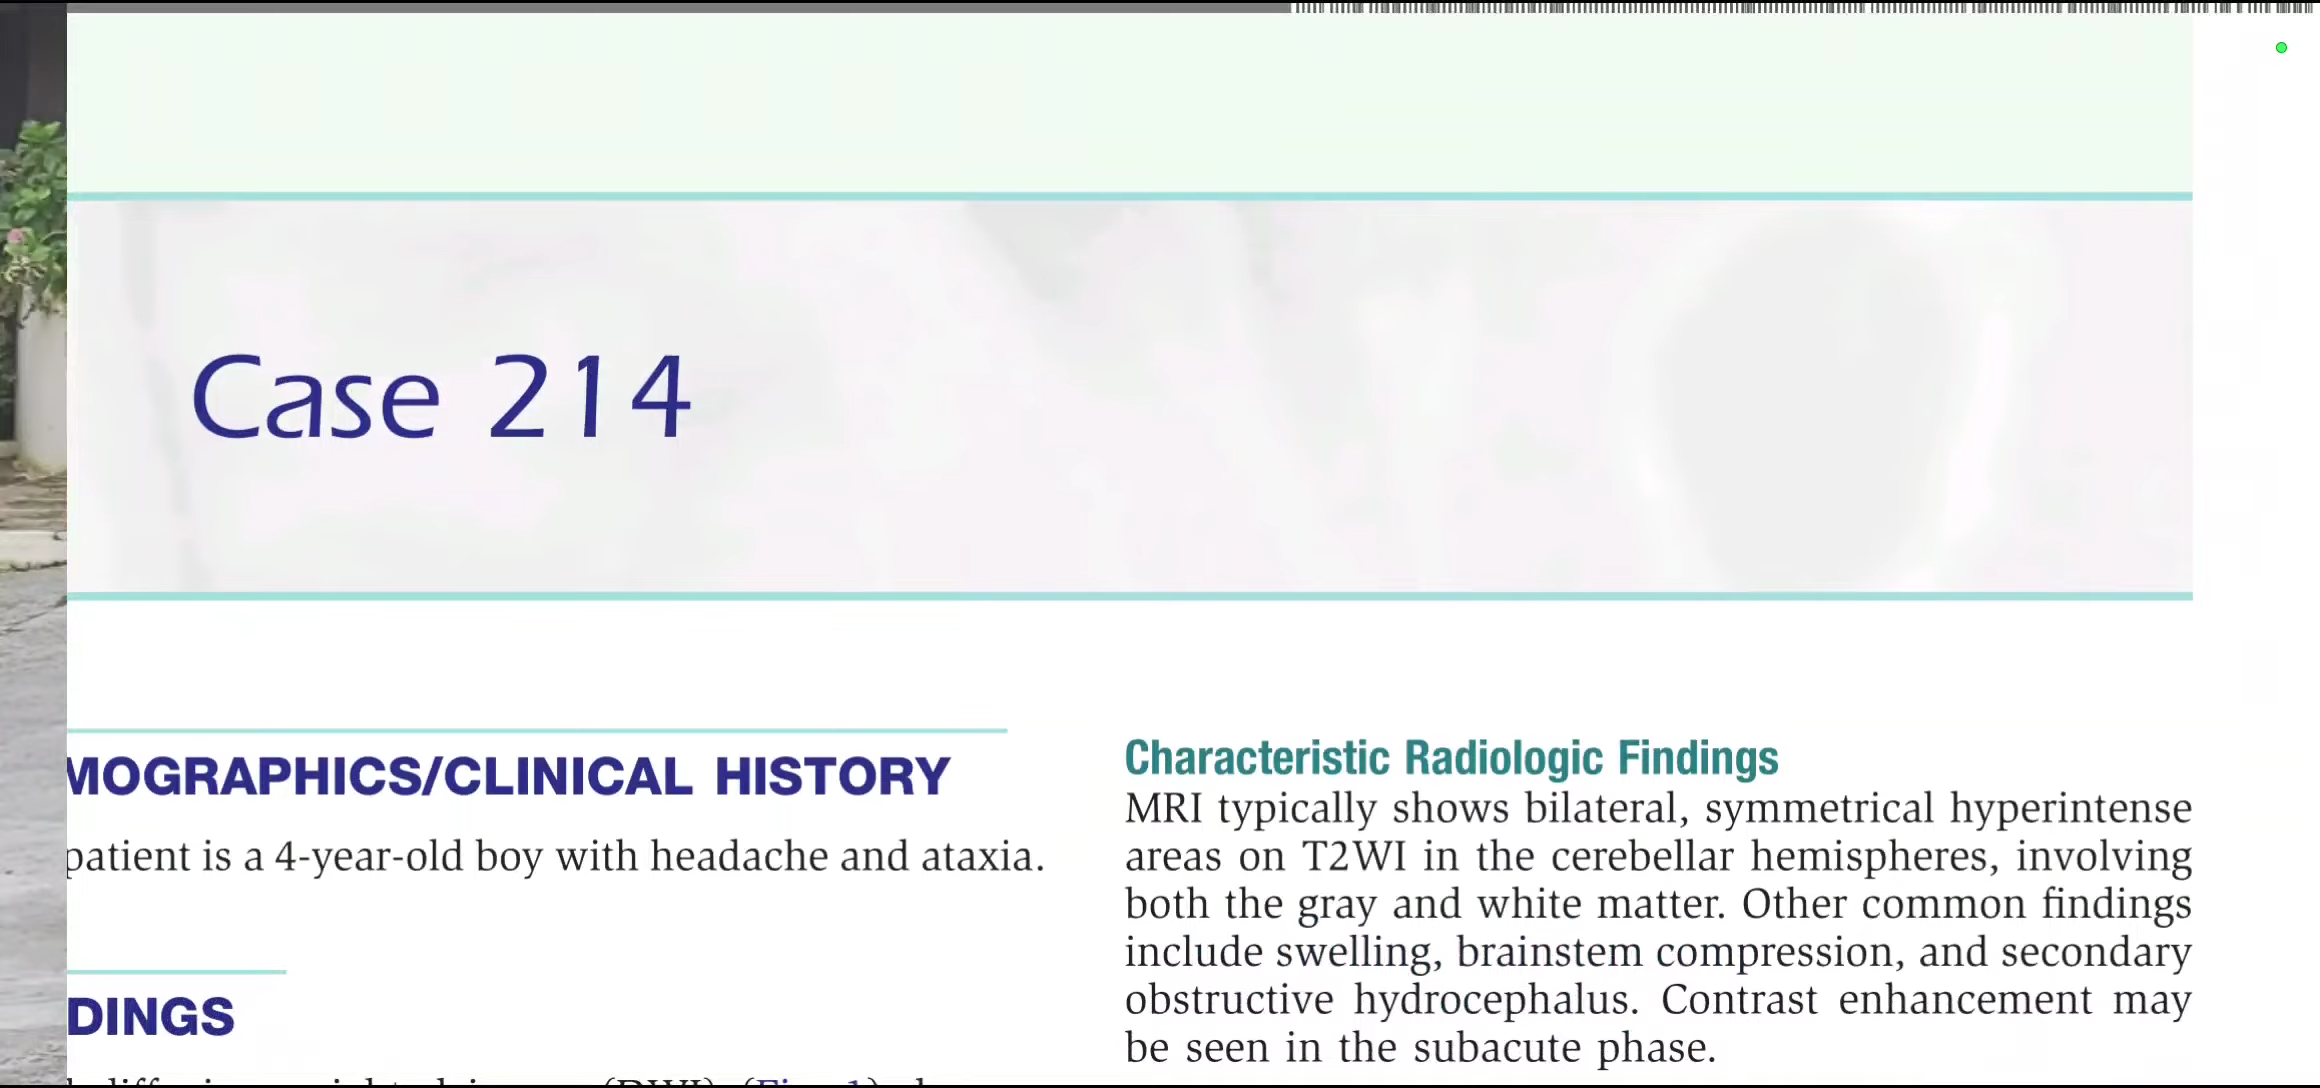 Case 214
MOGRAPHICS/CLINICAL HISTORY
patient is a 4-year-old boy with headache and ataxia.
DINGS
Characteristic Radiologic Findings
MRI typically shows bilateral, symmetrical hyperintense
areas on T2WI in the cerebellar hemispheres, involving
both the gray and white matter. Other common findings
include swelling, brainstem compression, and secondary
obstructive hydrocephalus. Contrast enhancement may
be seen in the subacute phase.